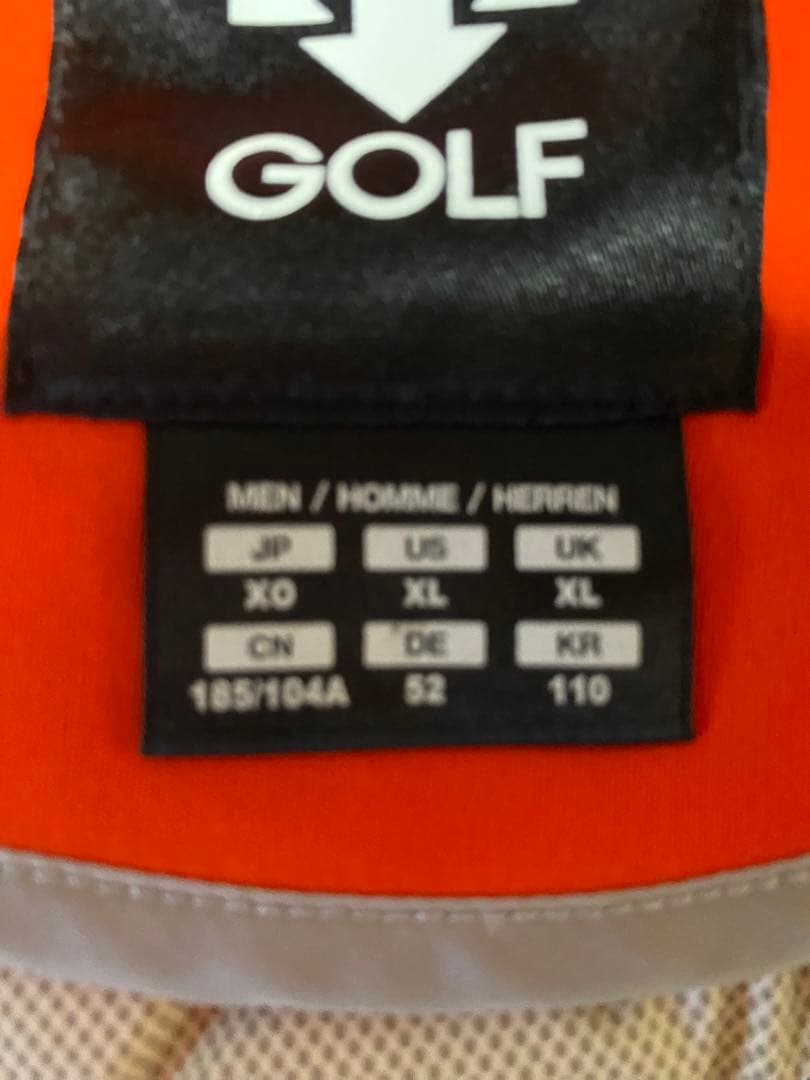 GOLF
MEN / HOMME / HERREN
JP US UK
XO XL XL
CN DE KR
185/104A 52 110